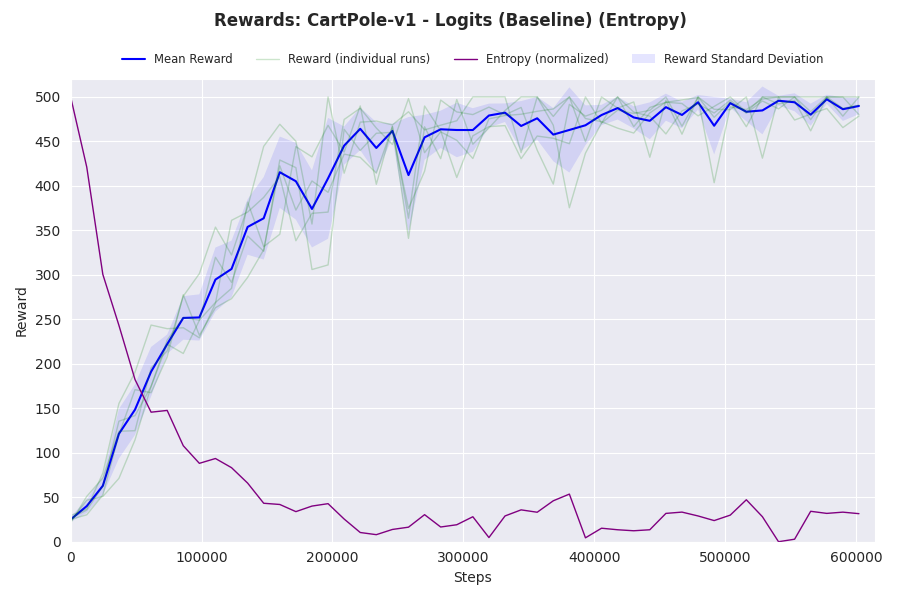 Rewards: CartPole-v1 - Logits (Baseline) (Entropy)
Mean Reward
Reward (individual runs)
Entropy (normalized)
Reward Standard Deviation
500
450
400
350
300
250
200
150
100
50
0
Reward
0
100000
200000
300000
400000
500000
600000
Steps